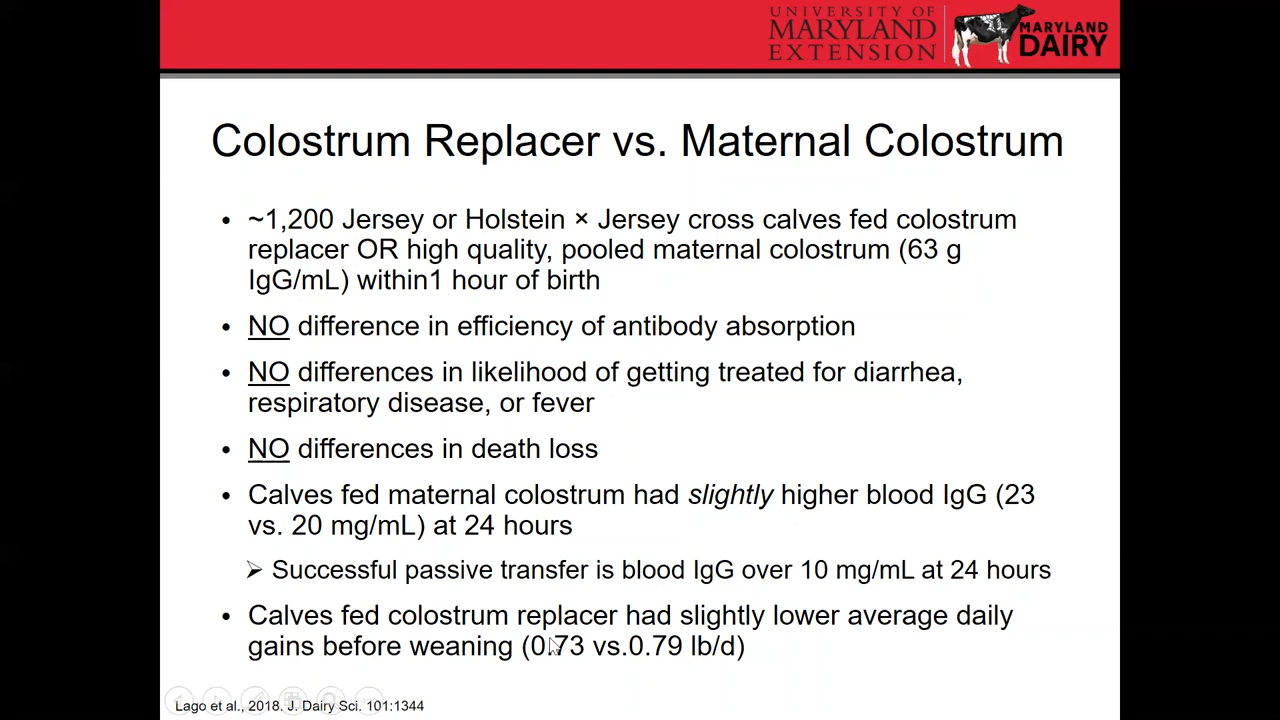 UNIVERSITY OF
MARYLAND
EXTENSION
MARYLAND
DAIRY
Colostrum Replacer vs. Maternal Colostrum
• ~1,200 Jersey or Holstein × Jersey cross calves fed colostrum
replacer OR high quality, pooled maternal colostrum (63 g
IgG/mL) within1 hour of birth
• NO difference in efficiency of antibody absorption
• NO differences in likelihood of getting treated for diarrhea,
respiratory disease, or fever
• NO differences in death loss
• Calves fed maternal colostrum had slightly higher blood IgG (23
vs. 20 mg/mL) at 24 hours
➢ Successful passive transfer is blood IgG over 10 mg/mL at 24 hours
• Calves fed colostrum replacer had slightly lower average daily
gains before weaning (0.73 vs.0.79 lb/d)
Lago et al., 2018. J. Dairy Sci. 101:1344